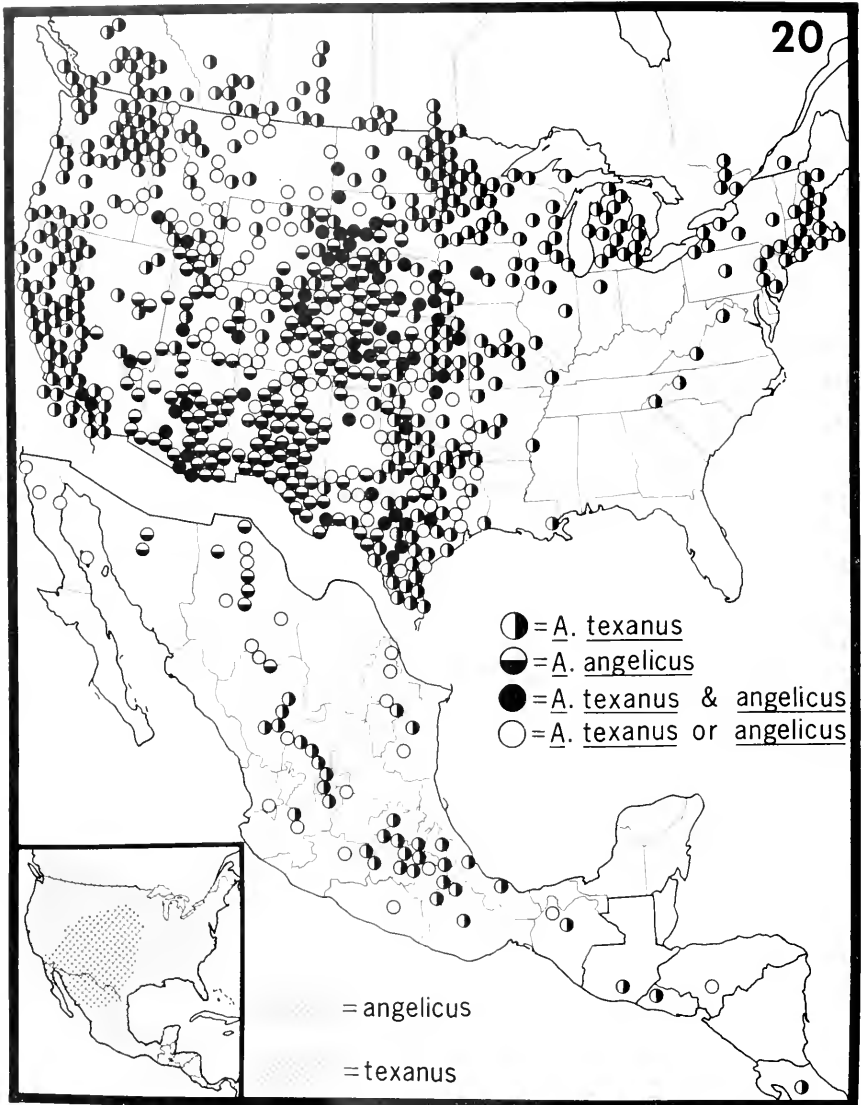 20
= A. texanus
= A. angelicus
= A. texanus & angelicus
= A. texanus or angelicus
= angelicus
= texanus